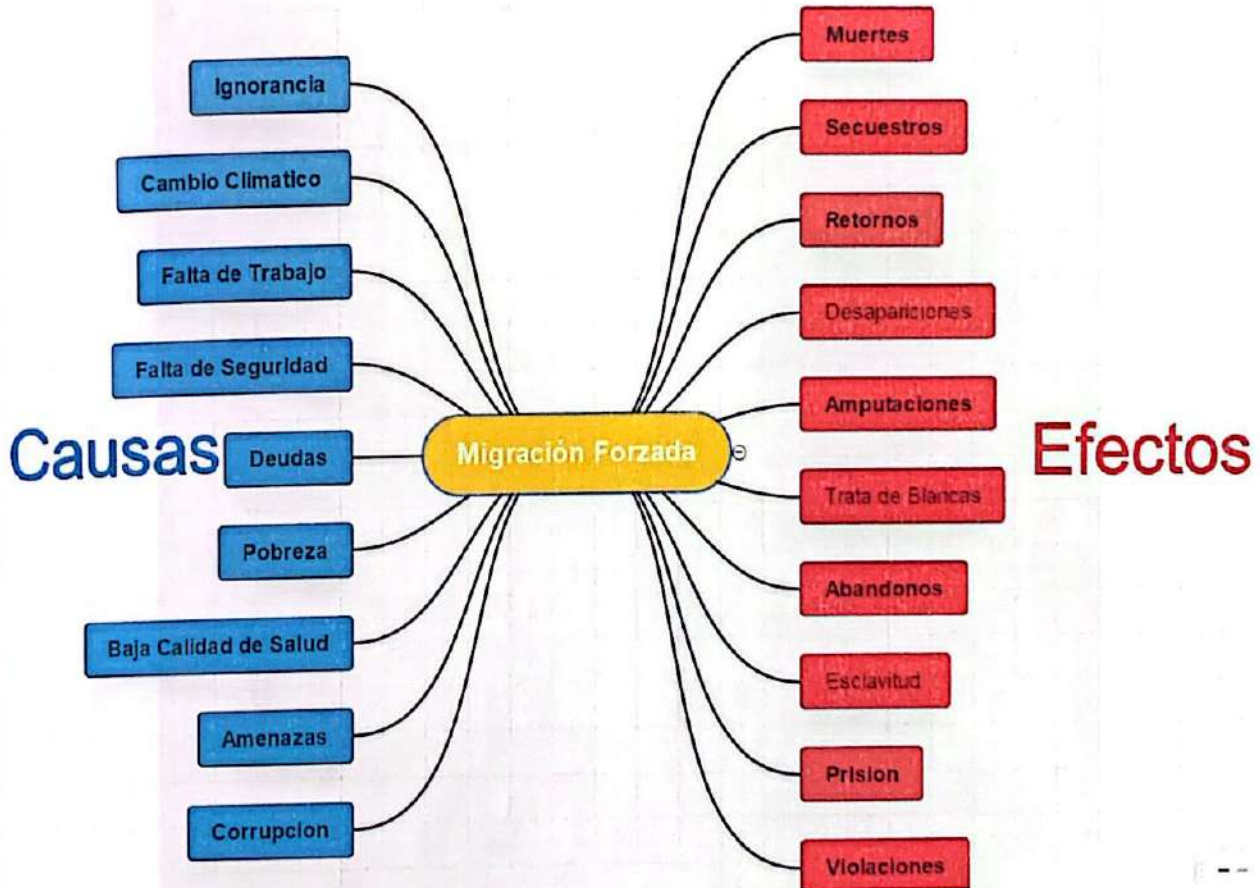 Causas
Ignorancia
Cambio Climatico
Falta de Trabajo
Falta de Seguridad
Deudas
Pobreza
Baja Calidad de Salud
Amenazas
Corrupcion
Migración Forzada
Muertes
Secuestros
Retornos
Desapariciones
Amputaciones
Trata de Blancas
Abandonos
Esclavitud
Prision
Violaciones
Efectos